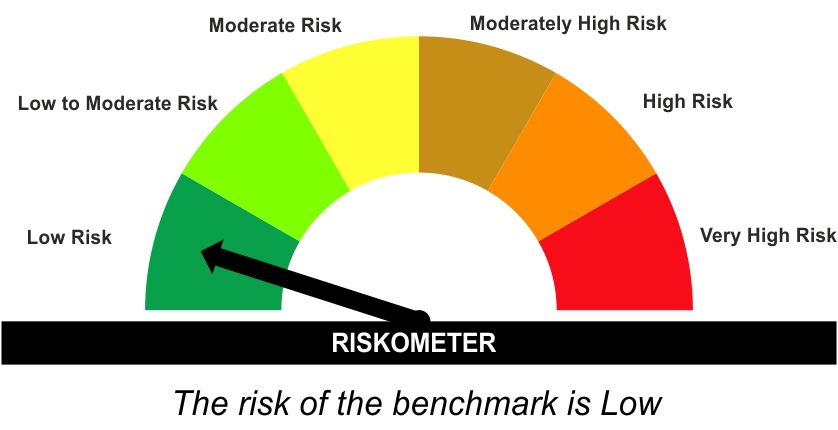 Moderate Risk
Moderately High Risk
Low to Moderate Risk
High Risk
Low Risk
Very High Risk
RISKOMETER
The risk of the benchmark is Low